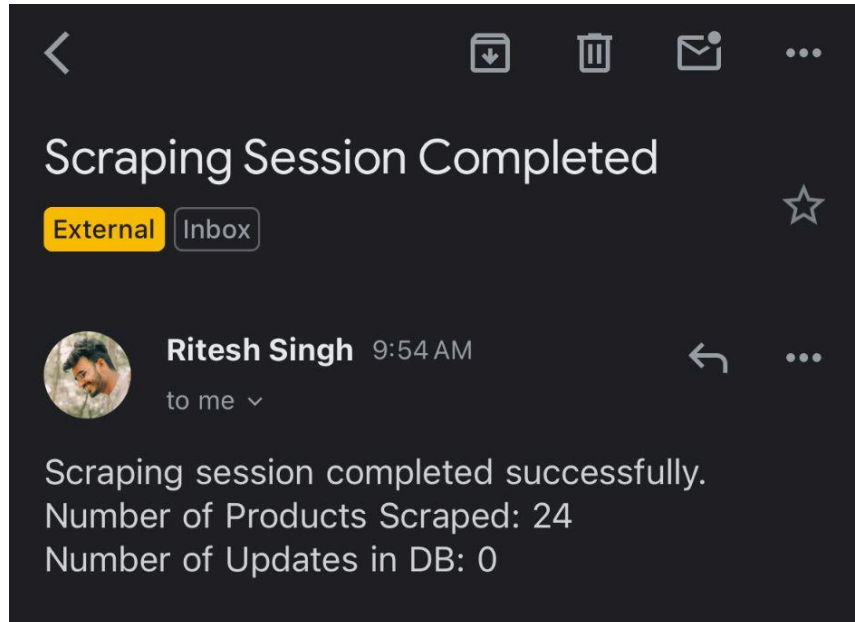 Scraping Session Completed
External Inbox
Ritesh Singh 9:54 AM
to me
Scraping session completed successfully.
Number of Products Scraped: 24
Number of Updates in DB: 0